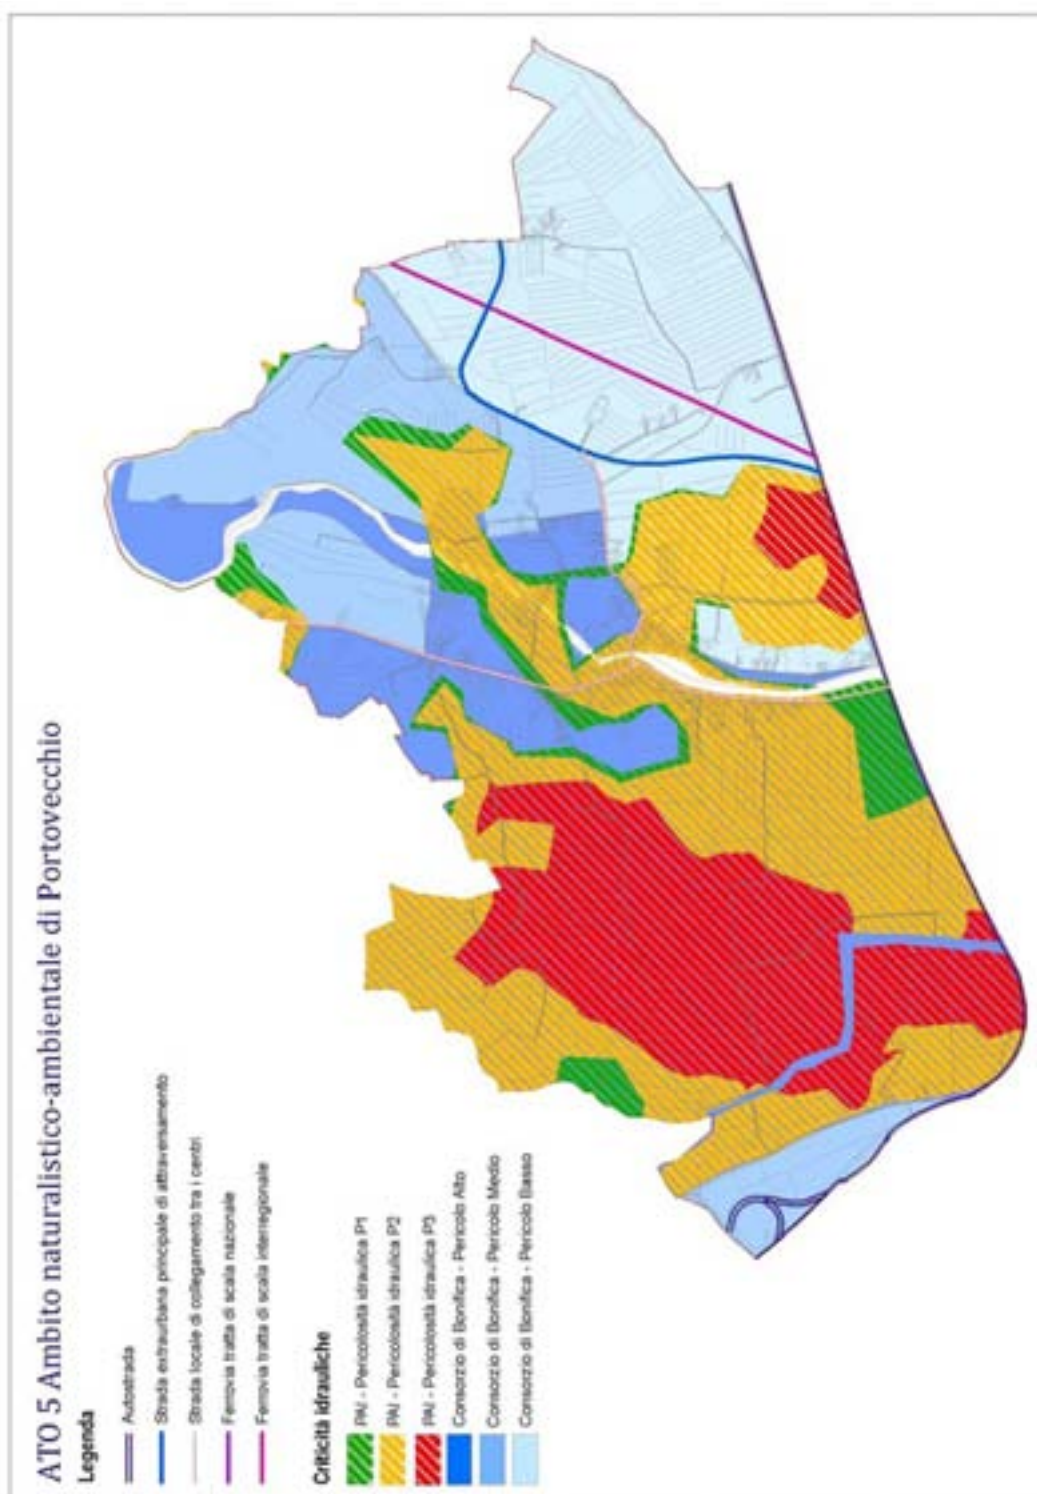 ATO 5 Ambito naturalistico-ambientale di Portovecchio
Legenda
Autostrada
Strada extraurbana principale di attraversamento
Strada locale di collegamento tra i centri
Ferrovia tratta di scala nazionale
Ferrovia tratta di scala interregionale
Criticità idrauliche
PAI - Pericolosità idraulica P1
PAI - Pericolosità idraulica P2
PAI - Pericolosità idraulica P3
Consorzio di Bonifica - Pericolo Alto
Consorzio di Bonifica - Pericolo Medio
Consorzio di Bonifica - Pericolo Basso